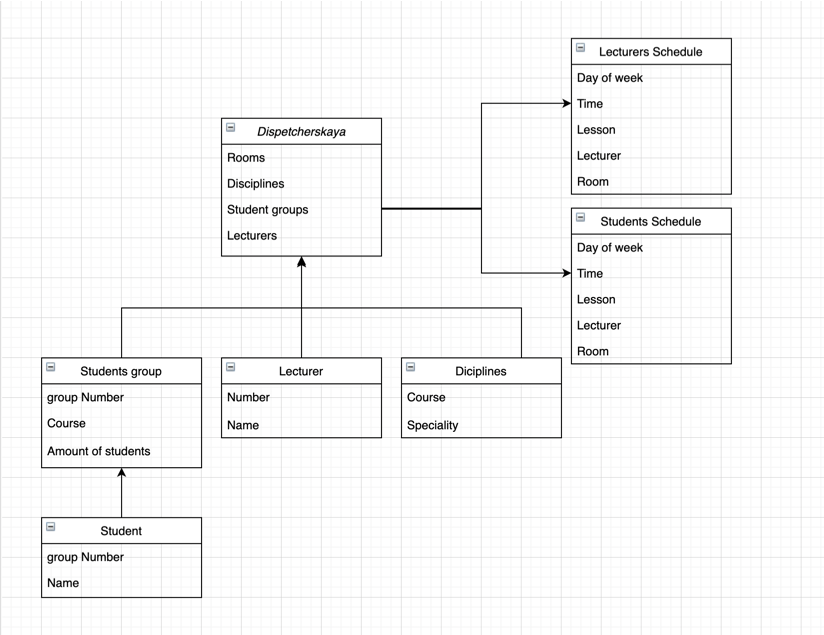 Lecturers Schedule
Day of week
Time
Lesson
Lecturer
Room
Dispetcherskaya
Rooms
Disciplines
Student groups
Lecturers
Students Schedule
Day of week
Time
Lesson
Lecturer
Room
Students group
group Number
Course
Amount of students
Lecturer
Number
Name
Diciplines
Course
Speciality
Student
group Number
Name